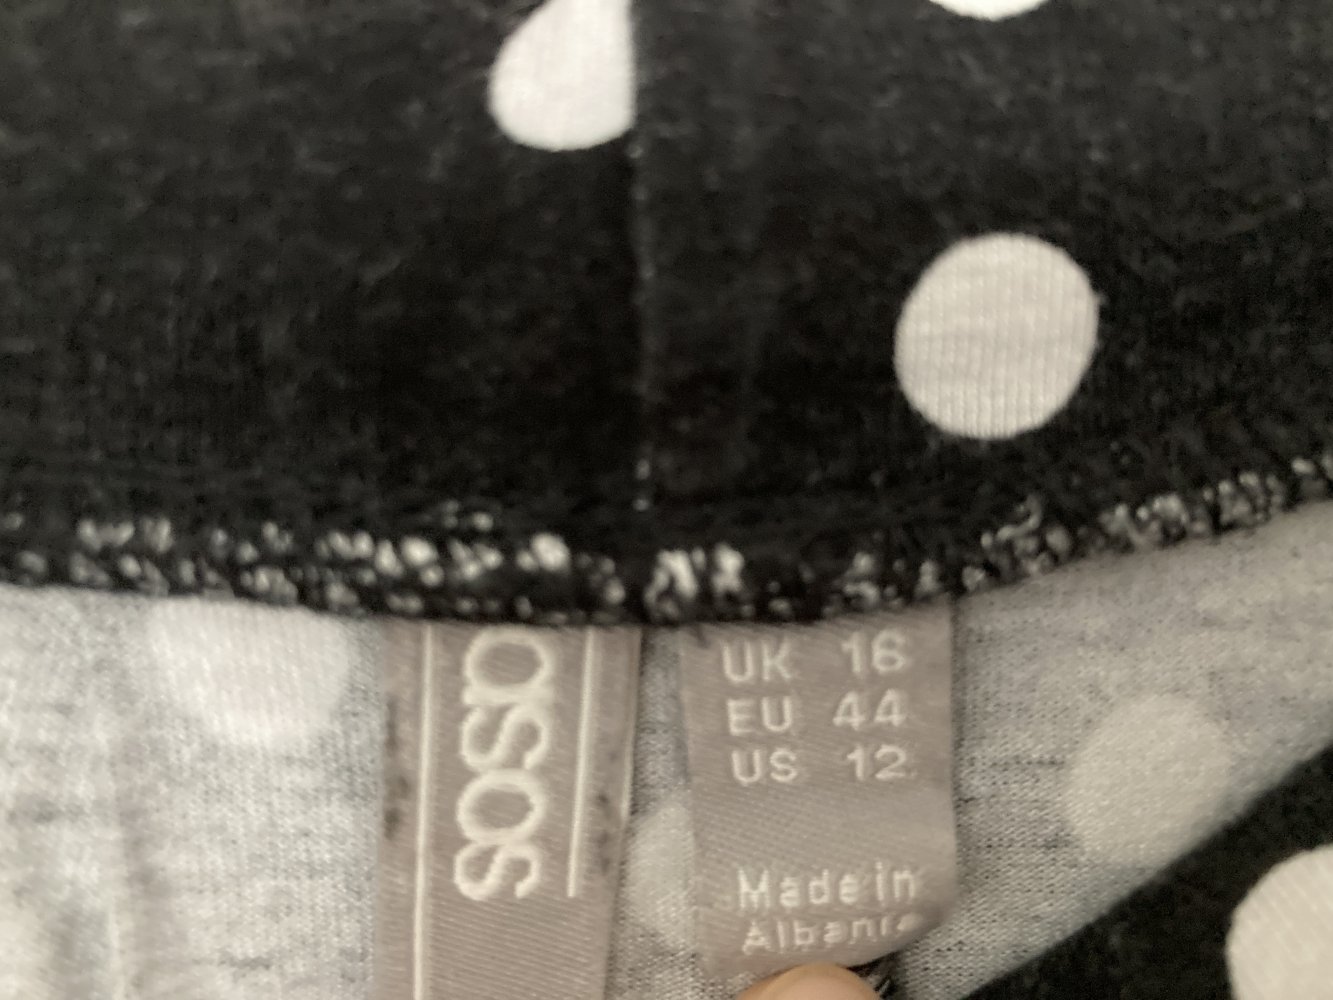 asos
UK 16
EU 44
US 12
Made in
Albania